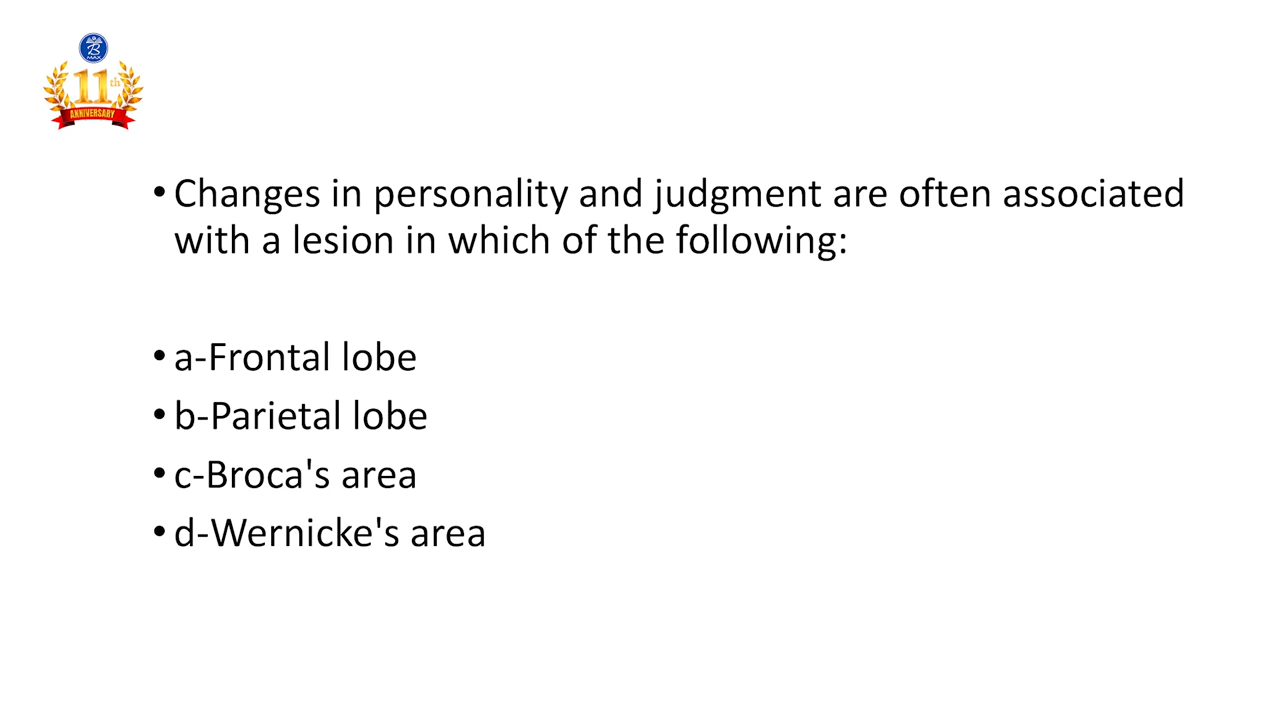 B
MAX
11th
ANNIVERSARY
• Changes in personality and judgment are often associated
with a lesion in which of the following:
• a-Frontal lobe
• b-Parietal lobe
• c-Broca's area
• d-Wernicke's area